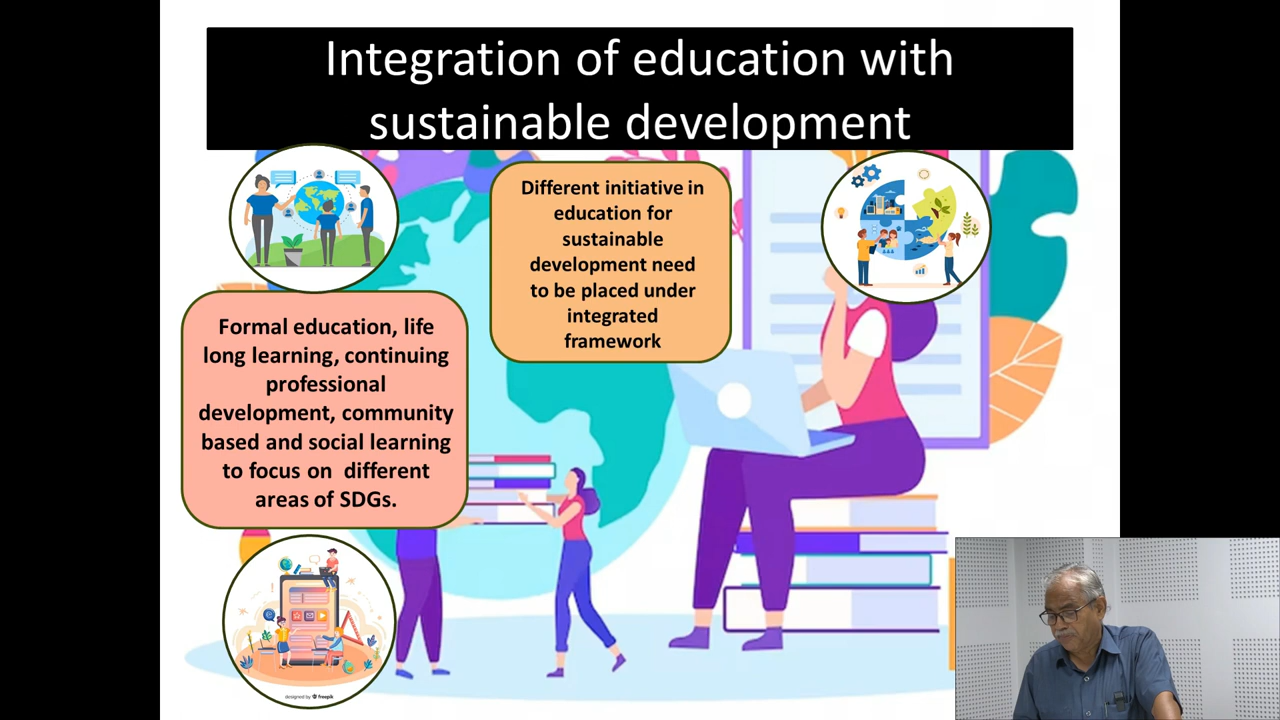 Integration of education with
sustainable development
Different initiative in
education for
sustainable
development need
to be placed under
integrated
framework
Formal education, life
long learning, continuing
professional
development, community
based and social learning
to focus on different
areas of SDGs.
designed by freepik